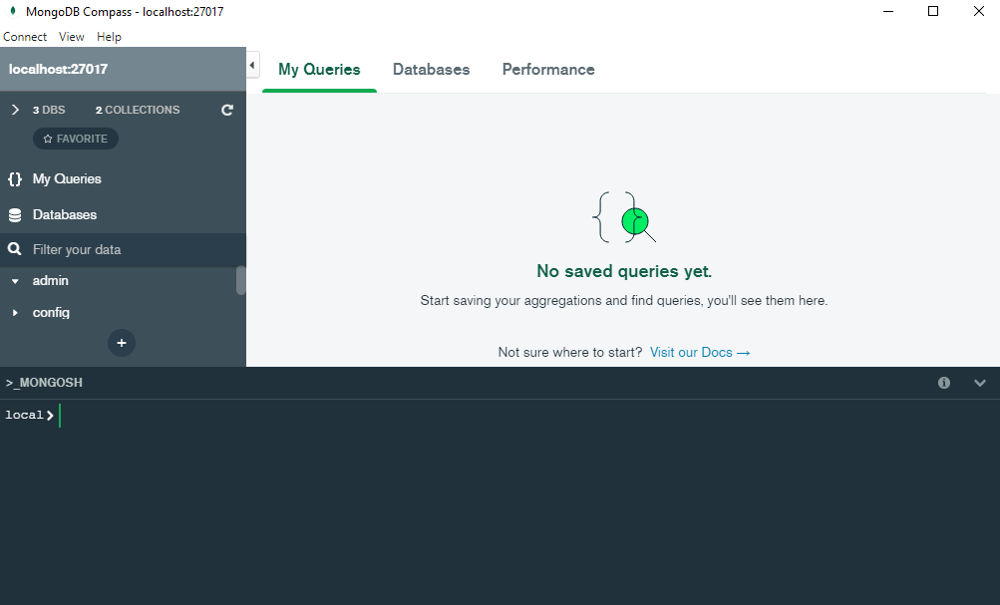 MongoDB Compass - localhost:27017
Connect View Help
localhost:27017
My Queries Databases Performance
3 DBS 2 COLLECTIONS
FAVORITE
{} My Queries
Databases
Filter your data
admin
config
+
No saved queries yet.
Start saving your aggregations and find queries, you'll see them here.
Not sure where to start? Visit our Docs →
>_MONGOSH
local>